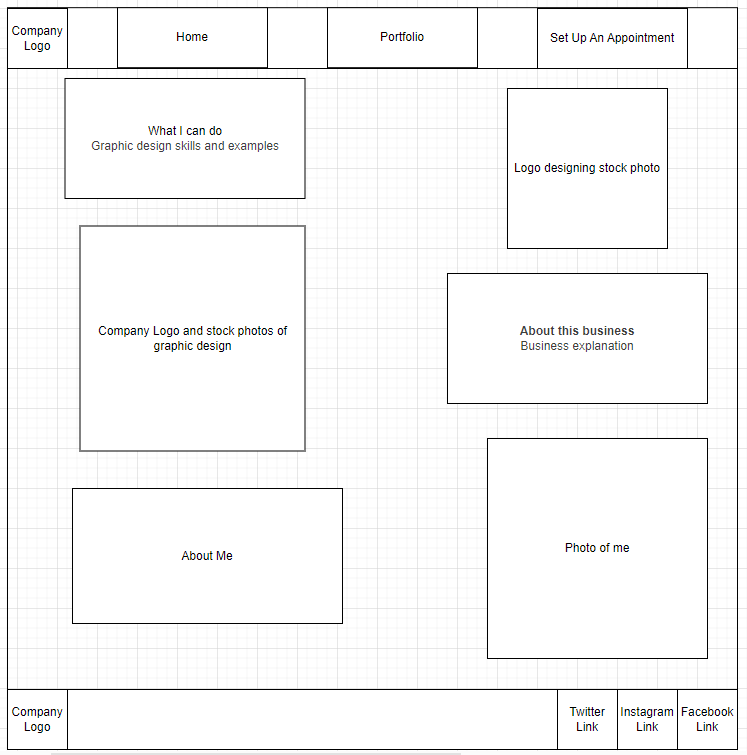 Company
Logo
Home
Portfolio
Set Up An Appointment
What I can do
Graphic design skills and examples
Logo designing stock photo
Company Logo and stock photos of
graphic design
About this business
Business explanation
About Me
Photo of me
Company
Logo
Twitter
Link
Instagram
Link
Facebook
Link